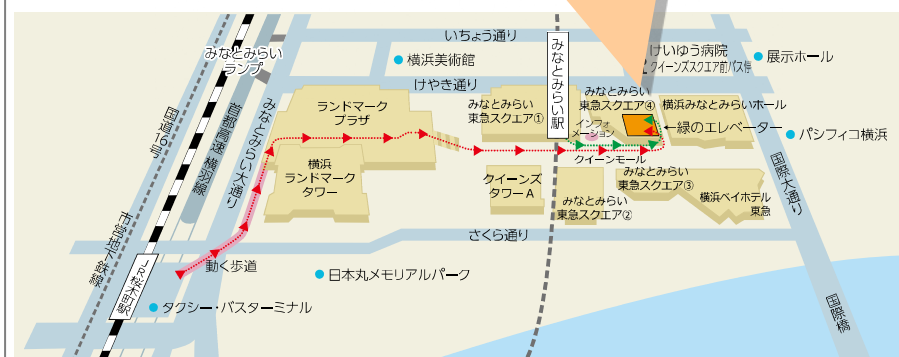 いちょう通り
みなとみらい
ランプ
横浜美術館
けいゆう病院
クイーンズスクエア前バス停
展示ホール
けやき通り
国道16号
首都高速 横羽線
みなとみらい大通り
ランドマーク
プラザ
みなとみらい
東急スクエア①
みなとみらい駅
みなとみらい
東急スクエア④
横浜みなとみらいホール
インフォ
メーション
←緑のエレベーター
パシフィコ横浜
クイーンモール
横浜
ランドマーク
タワー
クイーンズ
タワーA
みなとみらい
東急スクエア③
みなとみらい
東急スクエア②
横浜ベイホテル
東急
国際大通り
市営地下鉄線
さくら通り
動く歩道
日本丸メモリアルパーク
JR桜木町駅
タクシー・バスターミナル
国際橋